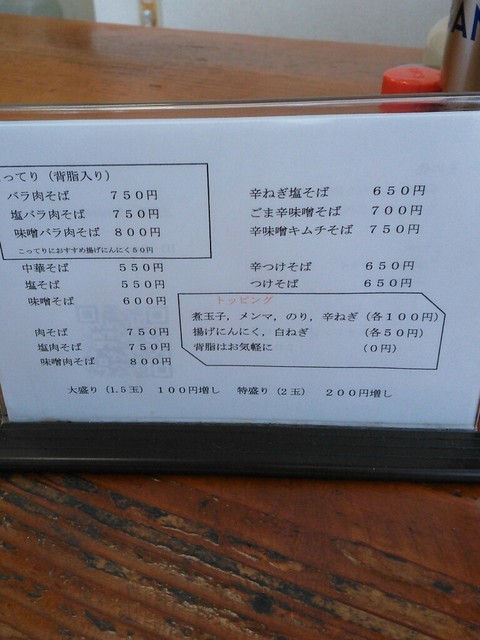 こってり（背脂入り）
バラ肉そば 750円
塩バラ肉そば 750円
味噌バラ肉そば 800円
こってりにおすすめ揚げにんにく50円
中華そば 550円
塩そば 550円
味噌そば 600円
肉そば 750円
塩肉そば 750円
味噌肉そば 800円
辛ねぎ塩そば 650円
ごま辛味噌そば 700円
辛味噌キムチそば 750円
辛つけそば 650円
つけそば 650円
トッピング
煮玉子，メンマ，のり，辛ねぎ（各100円）
揚げにんにく，白ねぎ （各50円）
背脂はお気軽に （0円）
大盛り（1.5玉） 100円増し 特盛り（2玉） 200円増し